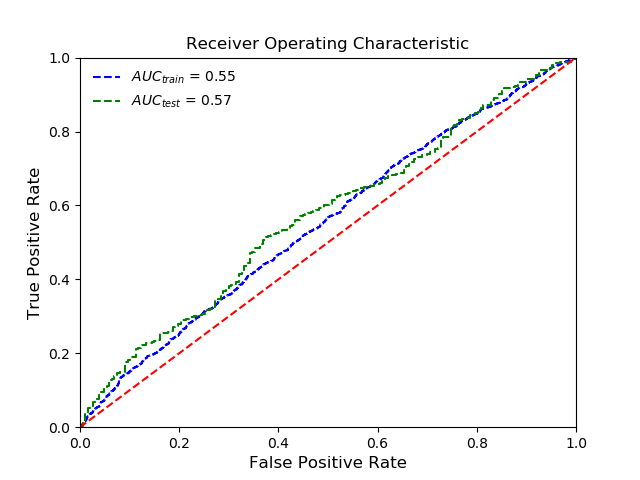 Receiver Operating Characteristic
AUC_train = 0.55
AUC_test = 0.57
True Positive Rate
1.0
0.8
0.6
0.4
0.2
0.0
0.0 0.2 0.4 0.6 0.8 1.0
False Positive Rate